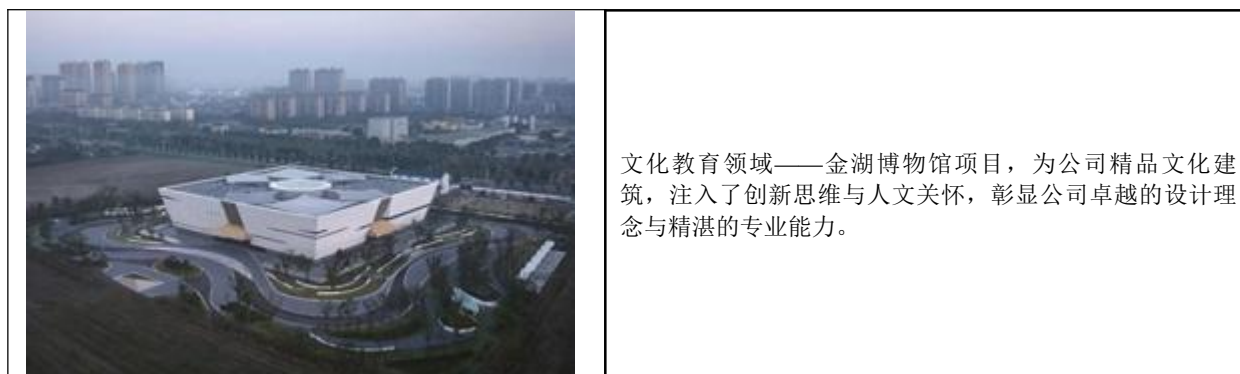 文化教育领域——金湖博物馆项目，为公司精品文化建
筑，注入了创新思维与人文关怀，彰显公司卓越的设计理
念与精湛的专业能力。